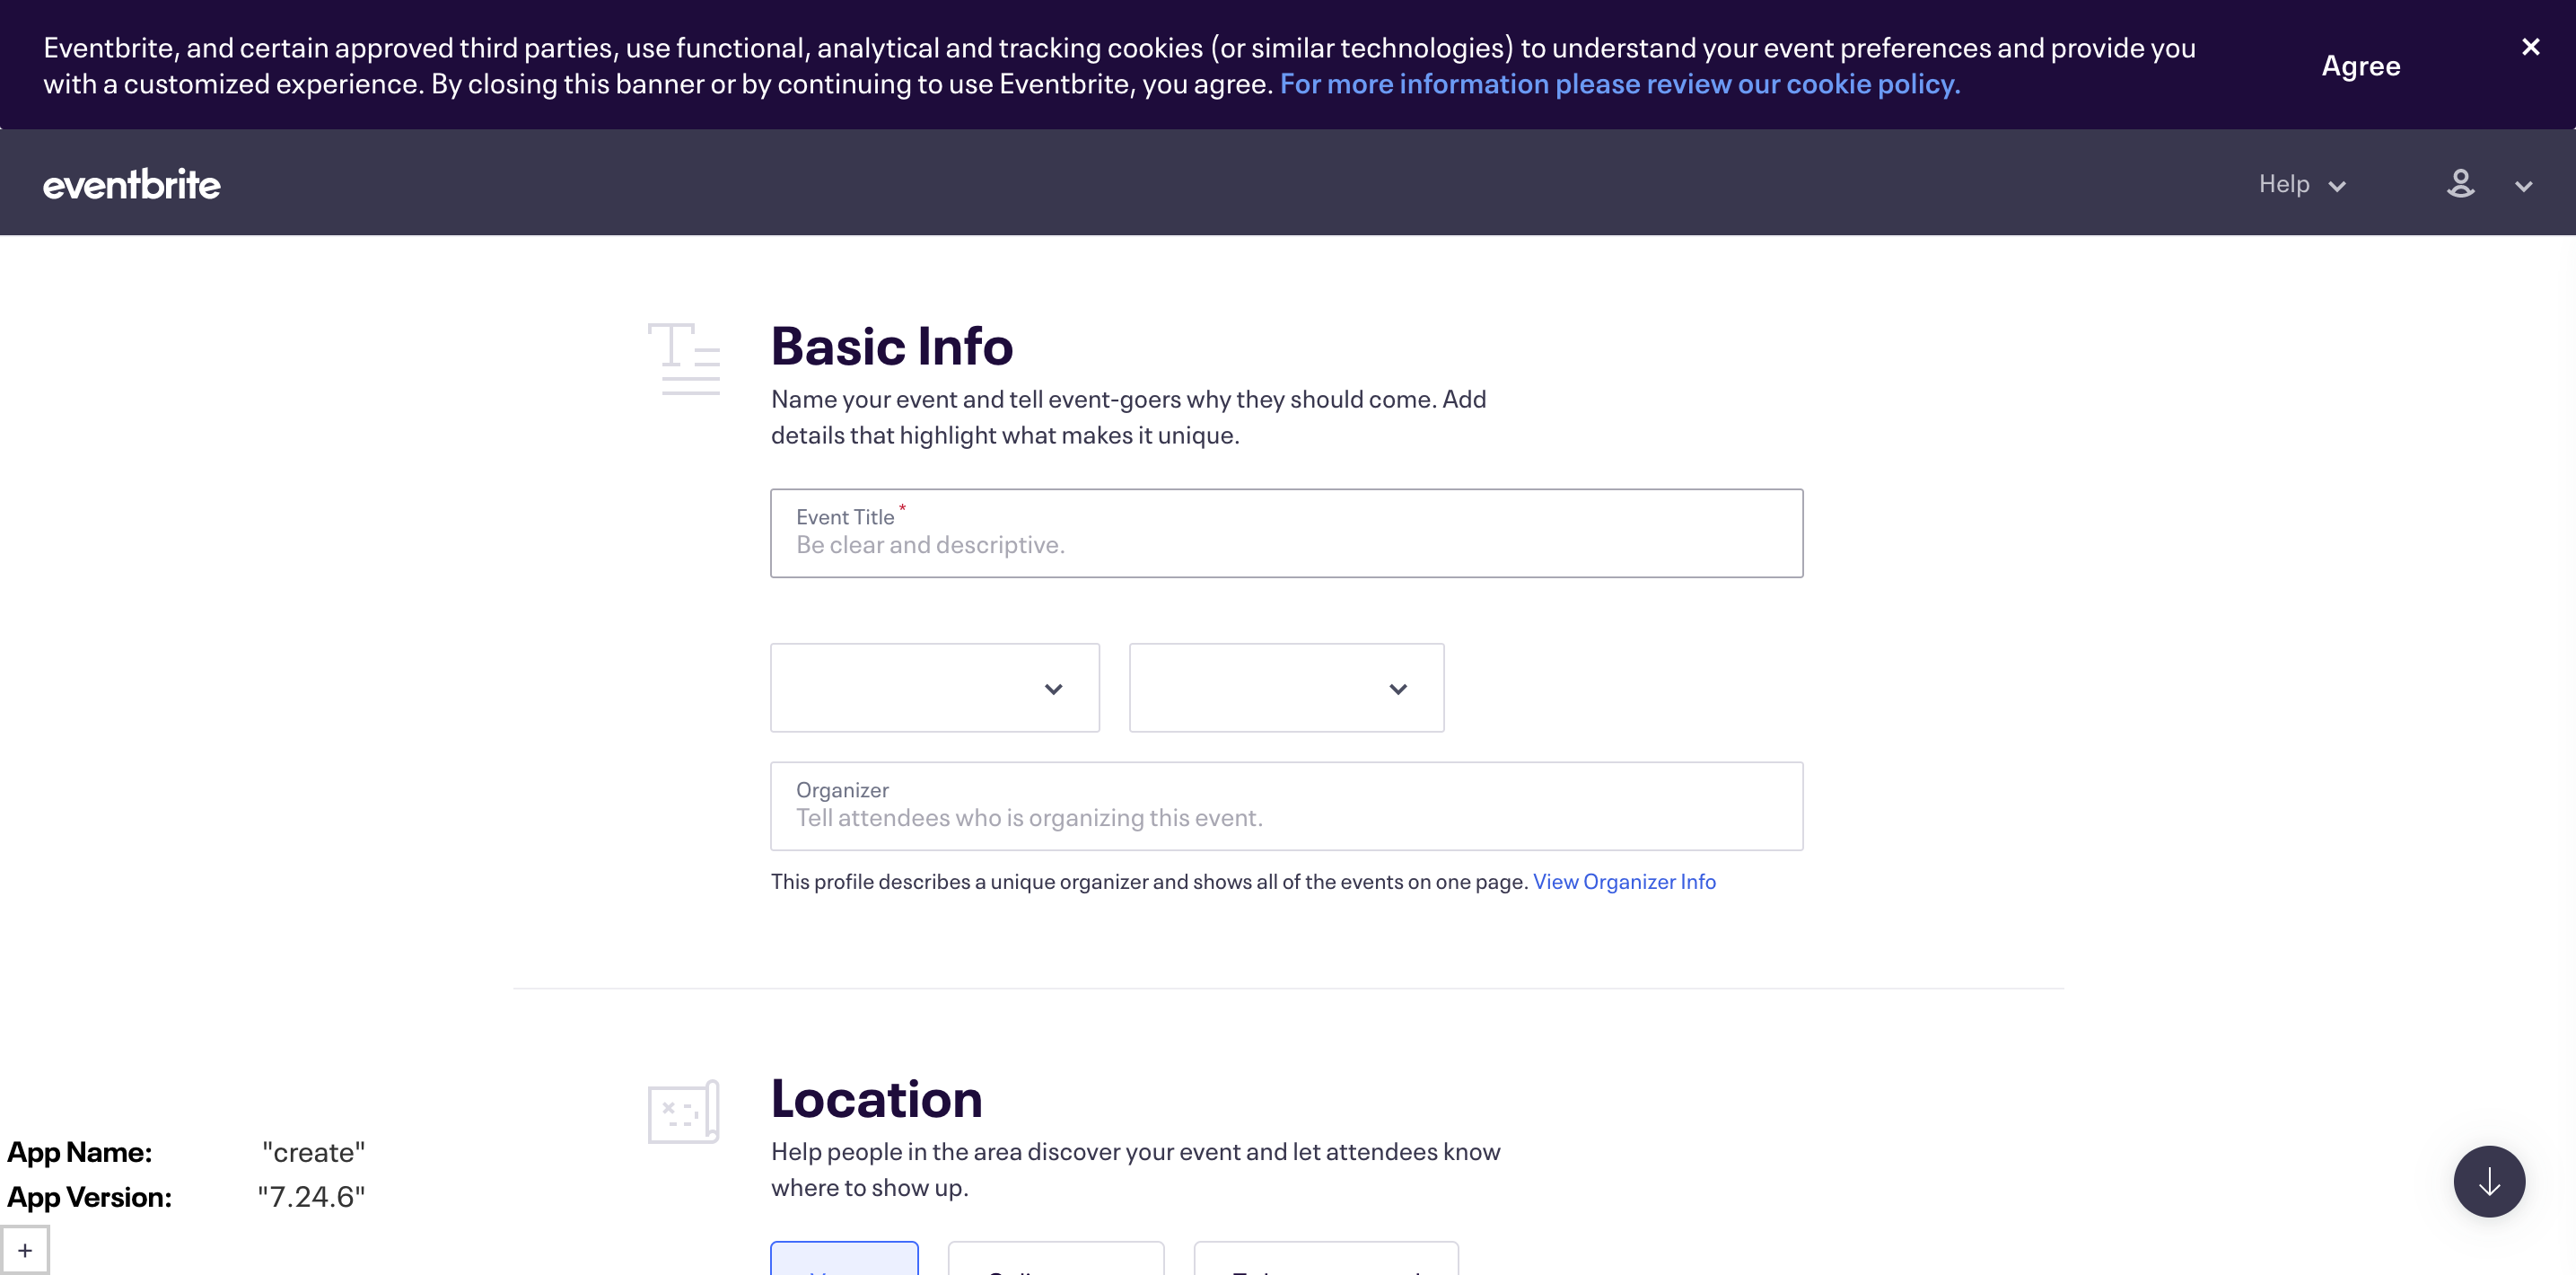 Eventbrite, and certain approved third parties, use functional, analytical and tracking cookies (or similar technologies) to understand your event preferences and provide you
with a customized experience. By closing this banner or by continuing to use Eventbrite, you agree. For more information please review our cookie policy.
Agree
eventbrite
Help
Basic Info
Name your event and tell event-goers why they should come. Add
details that highlight what makes it unique.
Event Title *
Be clear and descriptive.
Organizer
Tell attendees who is organizing this event.
This profile describes a unique organizer and shows all of the events on one page. View Organizer Info
Location
Help people in the area discover your event and let attendees know
where to show up.
App Name: "create"
App Version: "7.24.6"
+